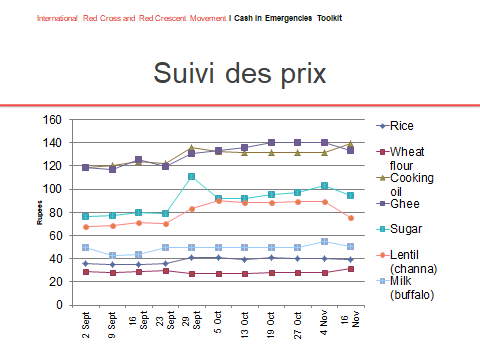 International Red Cross and Red Crescent Movement I Cash in Emergencies Toolkit
Suivi des prix
160
140
120
100
80
60
40
20
0
Rupees
2 Sept
9 Sept
16 Sept
23 Sept
29 Sept
5 Oct
13 Oct
19 Oct
27 Oct
4 Nov
16 Nov
Rice
Wheat
flour
Cooking
oil
Ghee
Sugar
Lentil
(channa)
Milk
(buffalo)